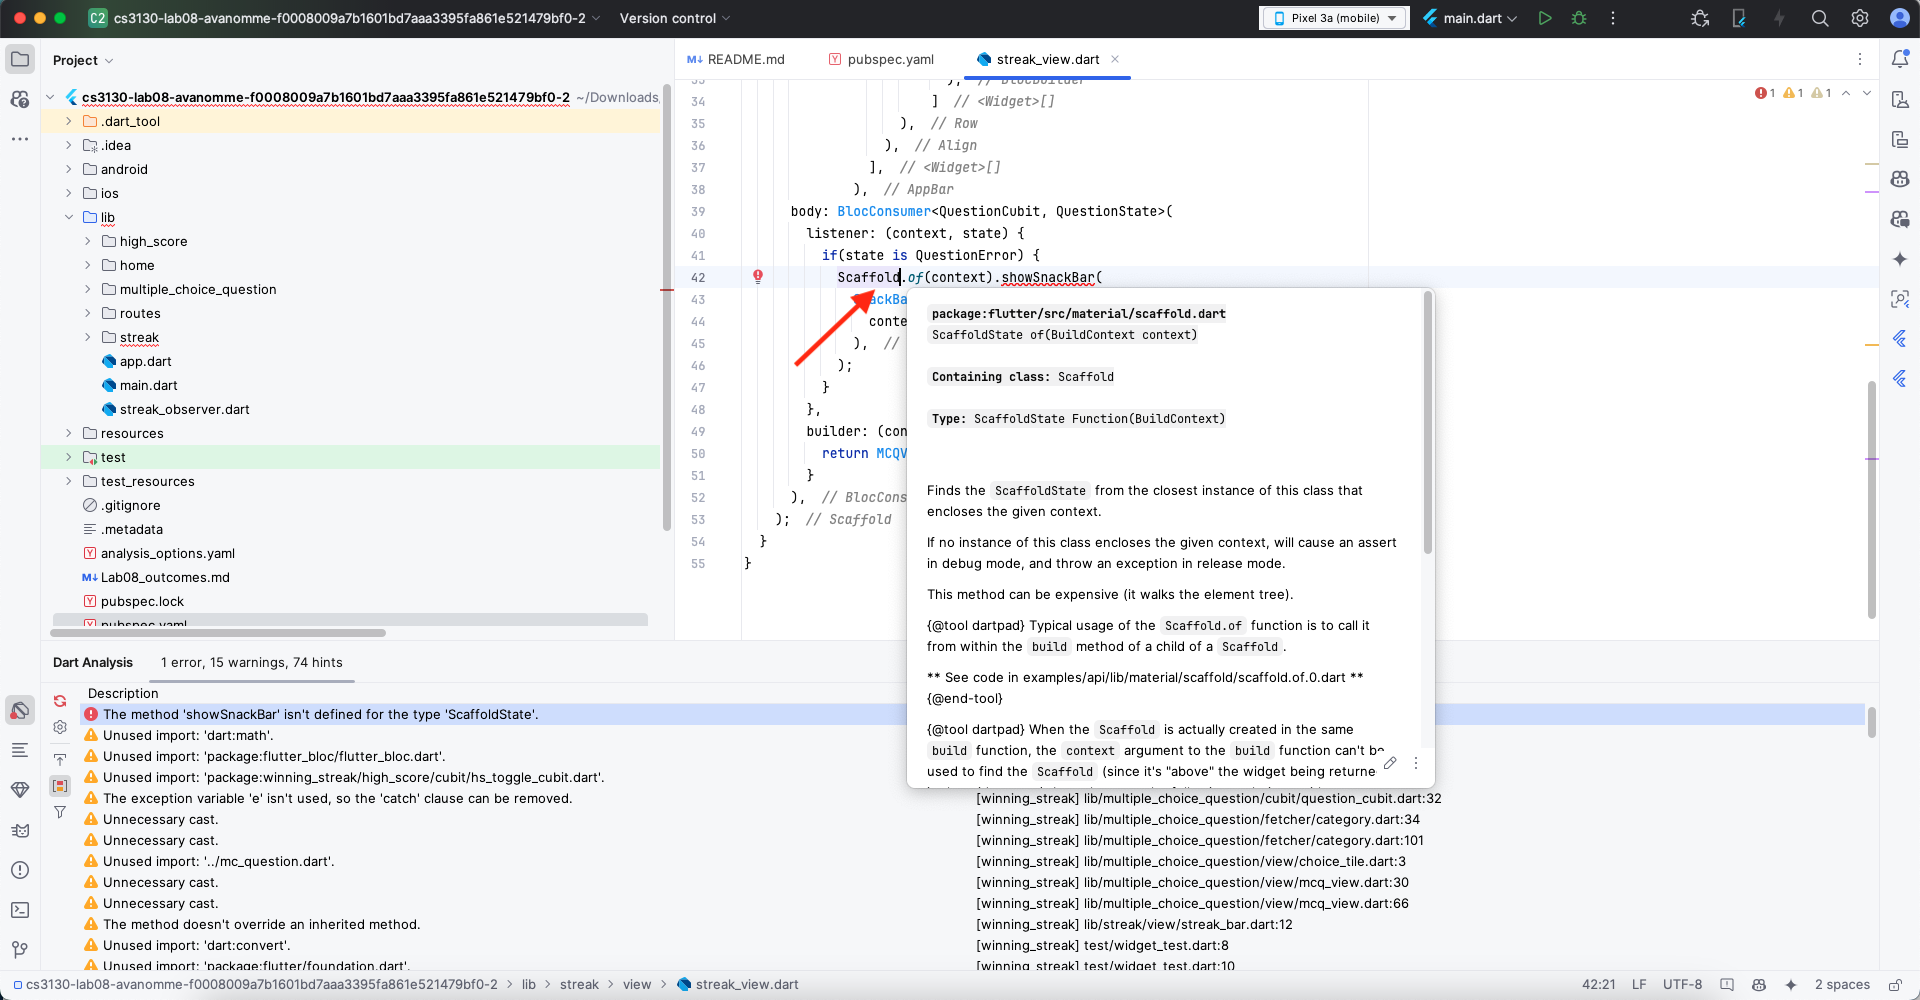 C2 cs3130-lab08-avanomme-f0008009a7b1601bd7aaa3395fa861e521479bf0-2 Version control Pixel 3a (mobile) main.dart
Project
README.md pubspec.yaml streak_view.dart
cs3130-lab08-avanomme-f0008009a7b1601bd7aaa3395fa861e521479bf0-2 ~/Downloads
.dart_tool
.idea
android
ios
lib
high_score
home
multiple_choice_question
routes
streak
app.dart
main.dart
streak_observer.dart
resources
test
test_resources
.gitignore
.metadata
analysis_options.yaml
M↓ Lab08_outcomes.md
pubspec.lock
pubspec.yaml
1 1 1
33 ), // BlocBuilder
34 ] // <Widget>[]
35 ), // Row
36 ), // Align
37 ], // <Widget>[]
38 ), // AppBar
39 body: BlocConsumer<QuestionCubit, QuestionState>(
40 listener: (context, state) {
41 if(state is QuestionError) {
42 Scaffold.of(context).showSnackBar(
43 nackBa
44 conte
45 ), //
46 );
47 }
48 },
49 builder: (con
50 return MCQV
51 }
52 ), // BlocCons
53 ); // Scaffold
54 }
55 }
package:flutter/src/material/scaffold.dart
ScaffoldState of(BuildContext context)
Containing class: Scaffold
Type: ScaffoldState Function(BuildContext)
Finds the ScaffoldState from the closest instance of this class that
encloses the given context.
If no instance of this class encloses the given context, will cause an assert
in debug mode, and throw an exception in release mode.
This method can be expensive (it walks the element tree).
{@tool dartpad} Typical usage of the Scaffold.of function is to call it
from within the build method of a child of a Scaffold.
** See code in examples/api/lib/material/scaffold/scaffold.of.0.dart **
{@end-tool}
{@tool dartpad} When the Scaffold is actually created in the same
build function, the context argument to the build function can't be
used to find the Scaffold (since it's "above" the widget being returne
Dart Analysis 1 error, 15 warnings, 74 hints
Description
The method 'showSnackBar' isn't defined for the type 'ScaffoldState'.
Unused import: 'dart:math'.
Unused import: 'package:flutter_bloc/flutter_bloc.dart'.
Unused import: 'package:winning_streak/high_score/cubit/hs_toggle_cubit.dart'.
The exception variable 'e' isn't used, so the 'catch' clause can be removed. [winning_streak] lib/multiple_choice_question/cubit/question_cubit.dart:32
Unnecessary cast. [winning_streak] lib/multiple_choice_question/fetcher/category.dart:34
Unnecessary cast. [winning_streak] lib/multiple_choice_question/fetcher/category.dart:101
Unused import: '../mc_question.dart'. [winning_streak] lib/multiple_choice_question/view/choice_tile.dart:3
Unnecessary cast. [winning_streak] lib/multiple_choice_question/view/mcq_view.dart:30
Unnecessary cast. [winning_streak] lib/multiple_choice_question/view/mcq_view.dart:66
The method doesn't override an inherited method. [winning_streak] lib/streak/view/streak_bar.dart:12
Unused import: 'dart:convert'. [winning_streak] test/widget_test.dart:8
Unused import: 'package:flutter/foundation.dart'. [winning_streak] test/widget_test.dart:10
cs3130-lab08-avanomme-f0008009a7b1601bd7aaa3395fa861e521479bf0-2 > lib > streak > view > streak_view.dart 42:21 LF UTF-8 2 spaces